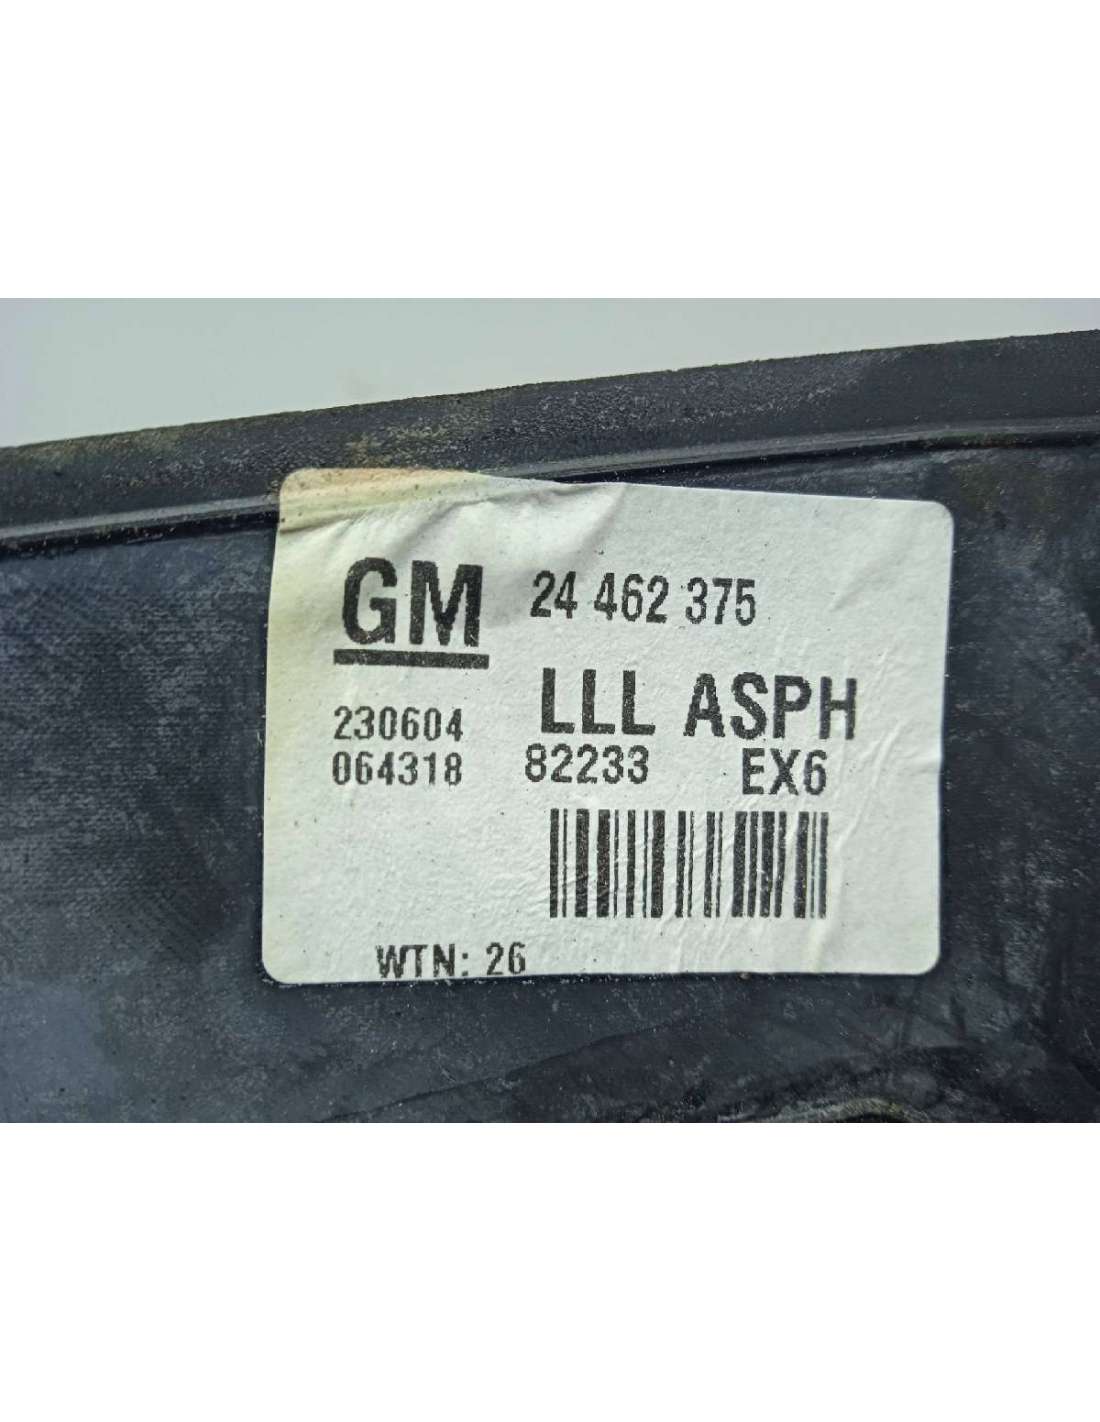 GM 24 462 375
LLL ASPH
230604
064318 82233 EX6
WTN: 26